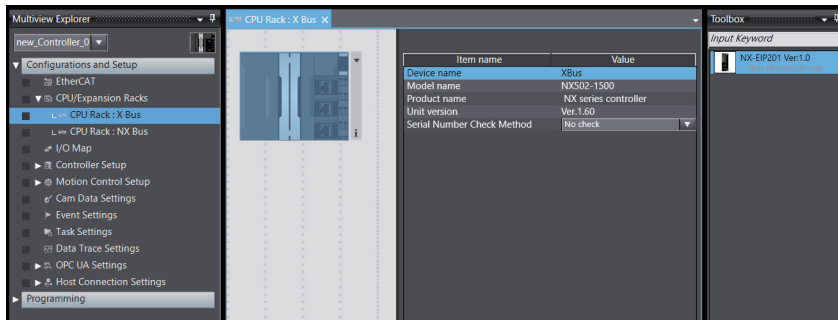 Multiview Explorer
new_Controller_0
Configurations and Setup
EtherCAT
CPU/Expansion Racks
CPU Rack : X Bus
CPU Rack : NX Bus
I/O Map
Controller Setup
Motion Control Setup
Cam Data Settings
Event Settings
Task Settings
Data Trace Settings
OPC UA Settings
Host Connection Settings
Programming
CPU Rack : X Bus
Item name Value
Device name XBus
Model name NX502-1500
Product name NX series controller
Unit version Ver.1.60
Serial Number Check Method No check
Toolbox
Input Keyword
NX-EIP201 Ver:1.0